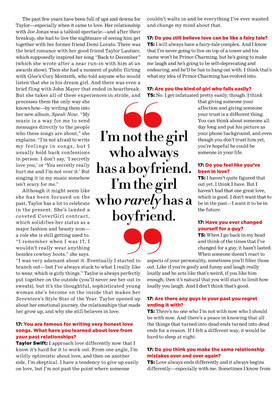 The past few years have been full of ups and downs for
Taylor—especially when it came to love. Her relationship
with Joe Jonas was a tabloid spectacle—and after their
breakup, she had to live the nightmare of seeing him get
together with her former friend Demi Lovato. There was
the brief romance with her good friend Taylor Lautner,
which supposedly inspired her song "Back to December"
(which she wrote after a near run-in with him at an
awards show). Then she had a moment of public flirting
with Glee's Cory Monteith, who told anyone who would
listen that she is his dream girl. And there was even a
brief fling with John Mayer that ended in heartbreak.
But she takes all of these experiences in stride, and
processes them the only way she
knows how—by writing them into
her new album, Speak Now. "My
music is a way for me to send
messages directly to the people
who these songs are about," she
explains. "I'm not afraid to write
my feelings in songs, but I
usually hold back confessions
in person. I don't say, 'I secretly
love you,' or 'You secretly really
hurt me and I'm not over it.' But
singing it in my music somehow
isn't scary for me."
Although it might seem like
she has been focused on the
past, Taylor has a lot to celebrate
in the present. She's landed a
coveted CoverGirl contract,
which solidifies her status as a
major fashion and beauty icon—
a role she is still getting used to.
"I remember when I was 17, I
wouldn't really wear anything
besides cowboy boots," she says.
"I was very adamant about it. Eventually I started to
branch out—but I've always stuck to what I really like
to wear, which is girly things." Taylor is always perfectly
put together on the outside (you'll never see her out in
sweats), but it's the thoughtful, sophisticated young
woman she's become on the inside that makes her
Seventeen's Style Star of the Year. Taylor opened up
about her emotional journey, the relationships that made
her grow up, and why she still believes in love.
17: You are famous for writing very honest love
songs. What have you learned about love from
your past relationships?
Taylor Swift: I approach love differently now that I
know it's hard for it to work out. From one angle, I'm
wildly optimistic about love, and then on another
side, I'm skeptical. I have a tendency to give up easily
on love, but I'm not past the point where someone
I'm not the girl
who always
has a boyfriend.
I'm the girl
who rarely has a
boyfriend.
couldn't waltz in and be everything I've ever wanted
and change my mind about that.
17: Do you still believe love can be like a fairy tale?
TS: I will always have a fairy-tale complex. And I know
that I'm never going to live on top of a tower and his
name won't be Prince Charming, but he's going to make
me laugh and he's going to be self-deprecating and
endearing, and he'll be fun to hang out with. I think that's
what my idea of Prince Charming has evolved into.
17: Are you the kind of girl who falls easily?
TS: No. I get infatuated pretty easily, though. I think
that giving someone your
affection and giving someone
your trust is a different thing.
You can think about someone all
day long and put his picture as
your phone background, and even
though you don't trust him yet,
you're hopeful he could be
someone in your life.
17: Do you feel like you've
been in love?
TS: I haven't quite figured that
out yet. I think I have. But I
haven't had that one great love,
which is good. I don't want that to
be in the past—I want it to be in
the future.
17: Have you ever changed
yourself for a guy?
TS: When I go back in my head
and think of the times that I've
changed for a guy, it hasn't lasted.
When someone doesn't react to
aspects of your personality, sometimes you'll filter those
out. Like if you're goofy and funny and laugh really
loudly and he acts like that's weird, if you like him
enough, then it's natural that you will start to limit how
loudly you laugh. And I don't think that's good.
17: Are there any guys in your past you regret
ending it with?
TS: There's no one who I'm not with now who I should
be with now. And there's a peace in knowing that all
the things that turned into dead ends turned into dead
ends for a reason. If I felt a different way, it would be
hard to sleep at night.
17: Do you think you make the same relationship
mistakes over and over again?
TS: Love always ends differently and it always begins
differently—especially with me. Sometimes I know from